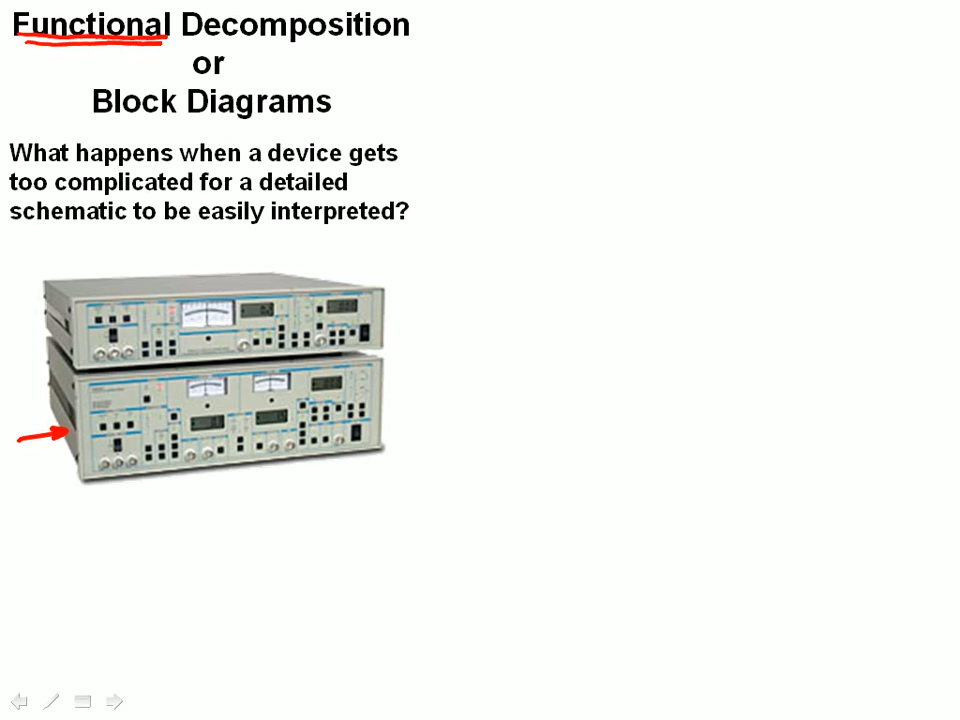 Functional Decomposition
or
Block Diagrams
What happens when a device gets
too complicated for a detailed
schematic to be easily interpreted?